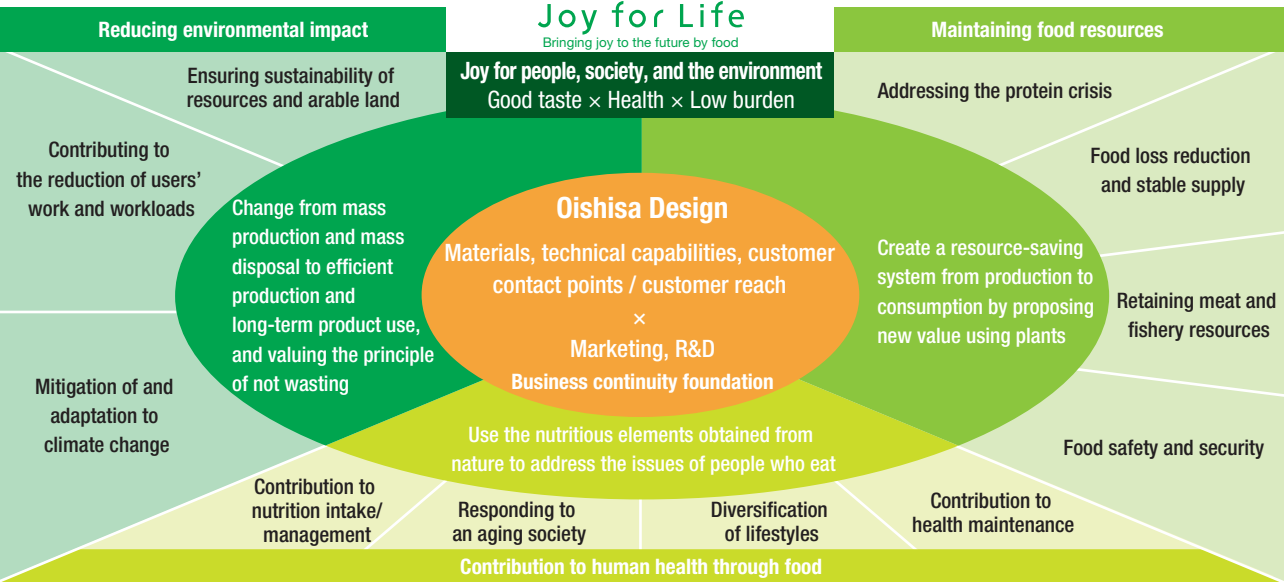 Joy for Life
Bringing joy to the future by food
Reducing environmental impact
Maintaining food resources
Joy for people, society, and the environment
Good taste × Health × Low burden
Ensuring sustainability of
resources and arable land
Contributing to
the reduction of users'
work and workloads
Mitigation of and
adaptation to
climate change
Change from mass
production and mass
disposal to efficient
production and
long-term product use,
and valuing the principle
of not wasting
Oishisa Design
Materials, technical capabilities, customer
contact points / customer reach
×
Marketing, R&D
Business continuity foundation
Create a resource-saving
system from production to
consumption by proposing
new value using plants
Addressing the protein crisis
Food loss reduction
and stable supply
Retaining meat and
fishery resources
Food safety and security
Use the nutritious elements obtained from
nature to address the issues of people who eat
Contribution to
nutrition intake/
management
Responding to
an aging society
Diversification
of lifestyles
Contribution to
health maintenance
Contribution to human health through food